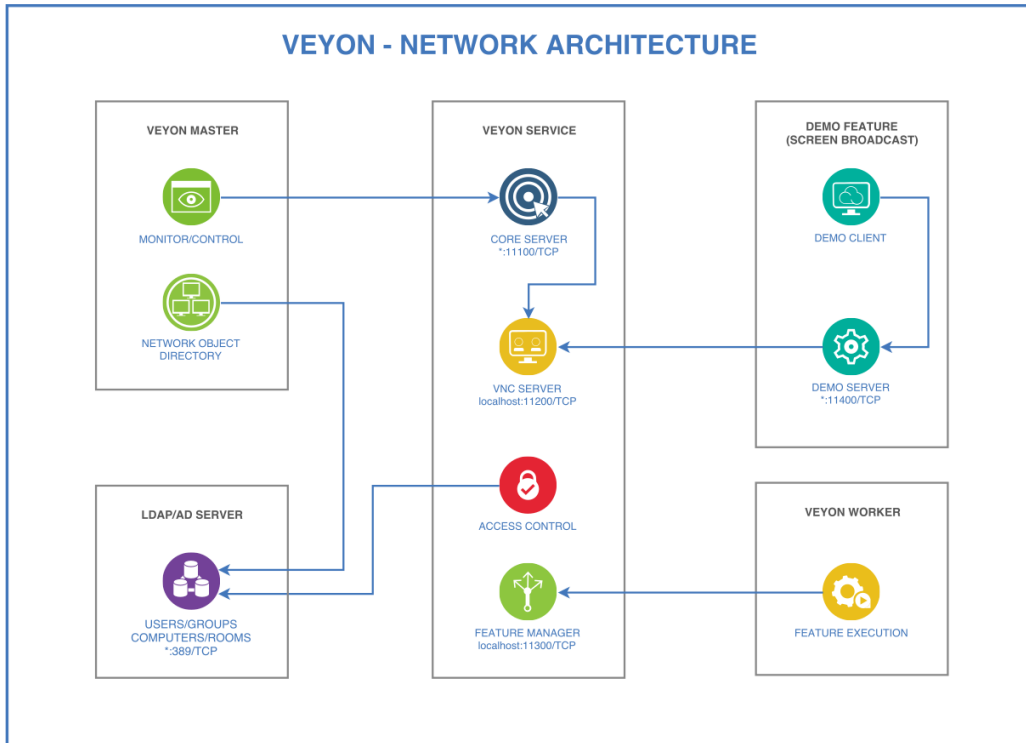 VEYON - NETWORK ARCHITECTURE
VEYON MASTER
MONITOR/CONTROL
NETWORK OBJECT
DIRECTORY
VEYON SERVICE
CORE SERVER
*:11100/TCP
VNC SERVER
localhost:11200/TCP
ACCESS CONTROL
FEATURE MANAGER
localhost:11300/TCP
DEMO FEATURE
(SCREEN BROADCAST)
DEMO CLIENT
DEMO SERVER
*:11400/TCP
LDAP/AD SERVER
USERS/GROUPS
COMPUTERS/ROOMS
*:389/TCP
VEYON WORKER
FEATURE EXECUTION